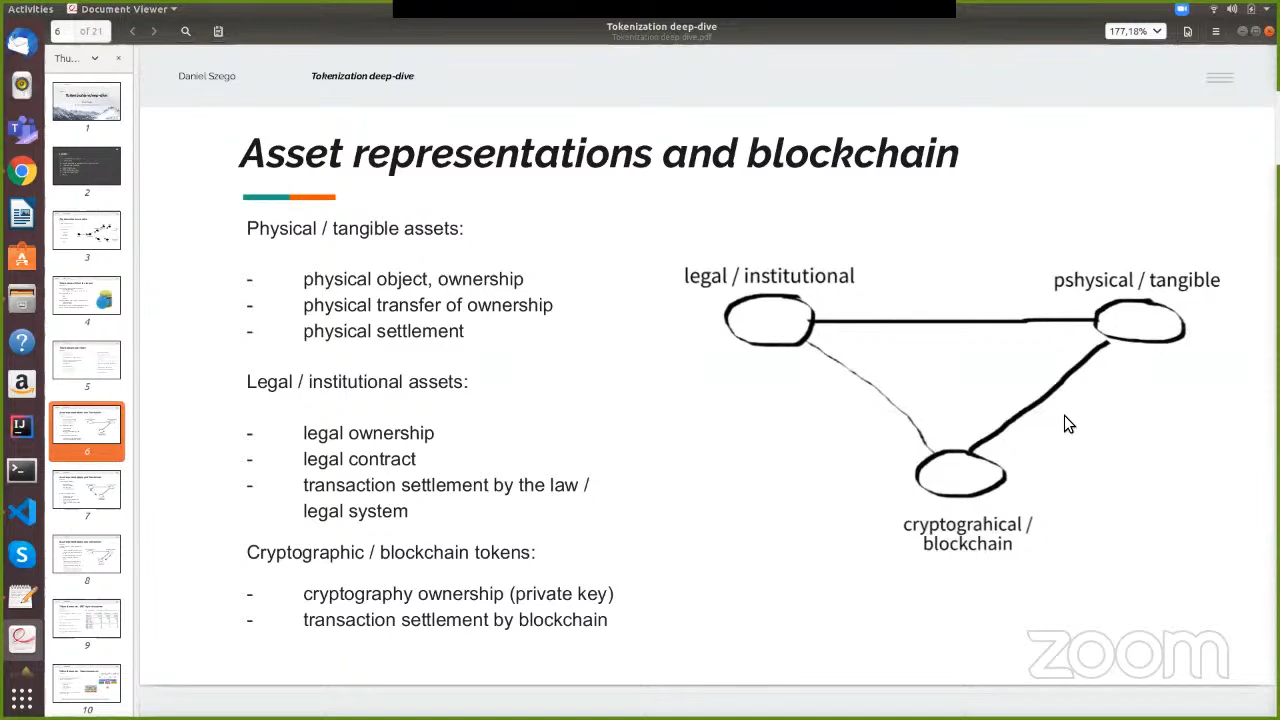 Activities
Document Viewer
Tokenization deep-dive
Tokenization deep dive.pdf
6
of 21
177,18%
Thu...
Daniel Szego
Tokenization deep-dive
Asset representations and blockchain
Physical / tangible assets:
- physical object, ownership
- physical transfer of ownership
- physical settlement
Legal / institutional assets:
- legal ownership
- legal contract
- transaction settlement by the law /
legal system
Cryptographic / blockchain tokens:
- cryptography ownership (private key)
- transaction settlement by blockchain
legal / institutional
pshysical / tangible
cryptograhical /
blockchain
1
2
3
4
5
6
7
8
9
10
zoom